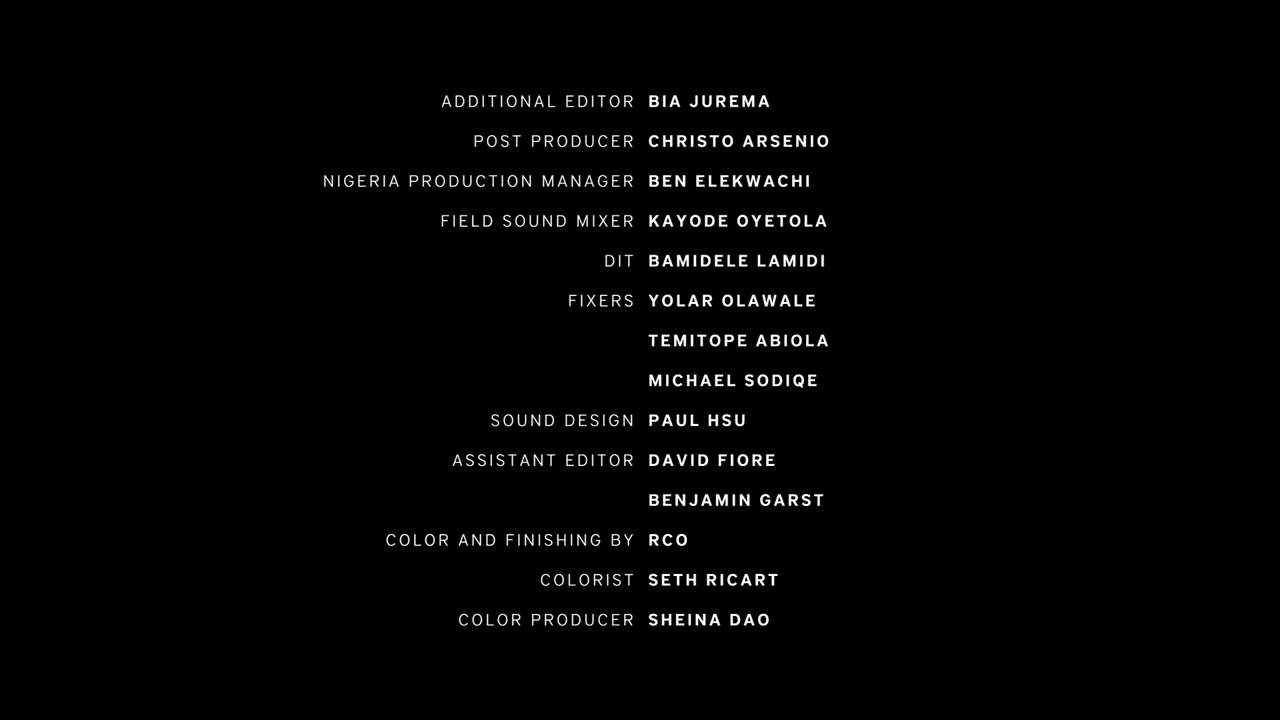 ADDITIONAL EDITOR BIA JUREMA
POST PRODUCER CHRISTO ARSENIO
NIGERIA PRODUCTION MANAGER BEN ELEKWACHI
FIELD SOUND MIXER KAYODE OYETOLA
DIT BAMIDELE LAMIDI
FIXERS YOLAR OLAWALE
TEMITOPE ABIOLA
MICHAEL SODIQE
SOUND DESIGN PAUL HSU
ASSISTANT EDITOR DAVID FIORE
BENJAMIN GARST
COLOR AND FINISHING BY RCO
COLORIST SETH RICART
COLOR PRODUCER SHEINA DAO